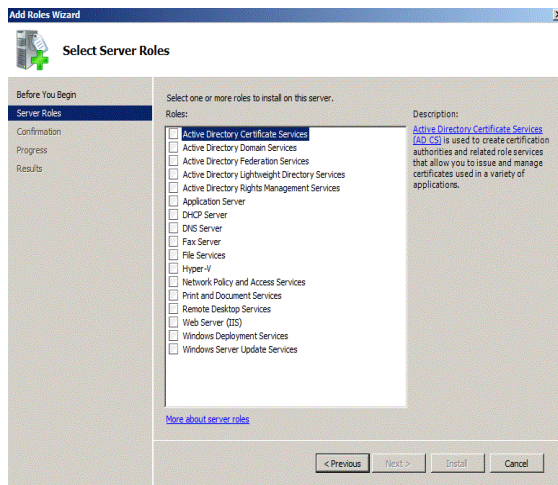 Add Roles Wizard
Select Server Roles
Before You Begin
Server Roles
Confirmation
Progress
Results
Select one or more roles to install on this server.
Roles:
Active Directory Certificate Services
Active Directory Domain Services
Active Directory Federation Services
Active Directory Lightweight Directory Services
Active Directory Rights Management Services
Application Server
DHCP Server
DNS Server
Fax Server
File Services
Hyper-V
Network Policy and Access Services
Print and Document Services
Remote Desktop Services
Web Server (IIS)
Windows Deployment Services
Windows Server Update Services
More about server roles
Description:
Active Directory Certificate Services
(AD CS) is used to create certification
authorities and related role services
that allow you to issue and manage
certificates used in a variety of
applications.
< Previous
Next >
Install
Cancel